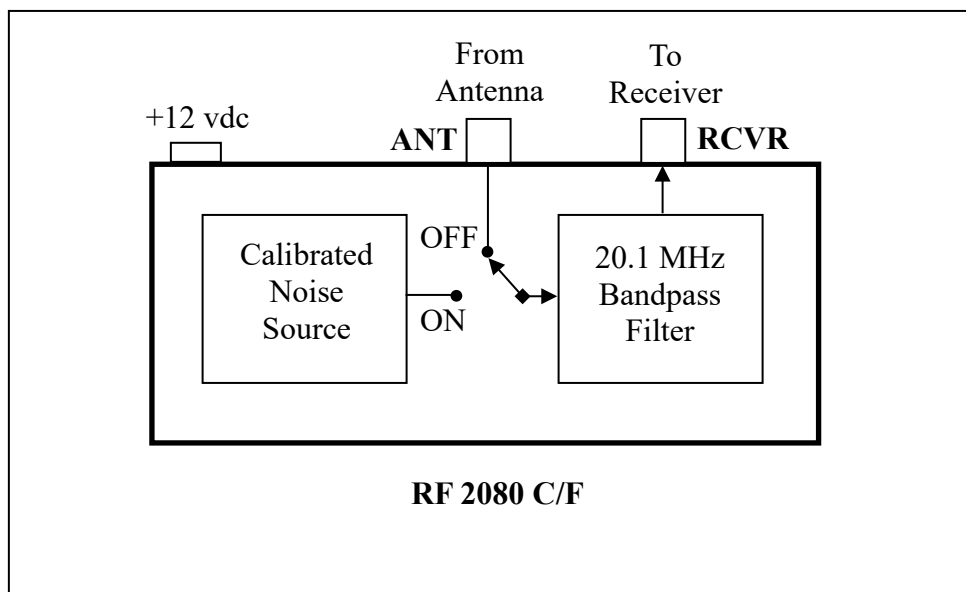 From
Antenna
To
Receiver
+12 vdc
ANT
RCVR
Calibrated
Noise
Source
OFF
ON
20.1 MHz
Bandpass
Filter
RF 2080 C/F